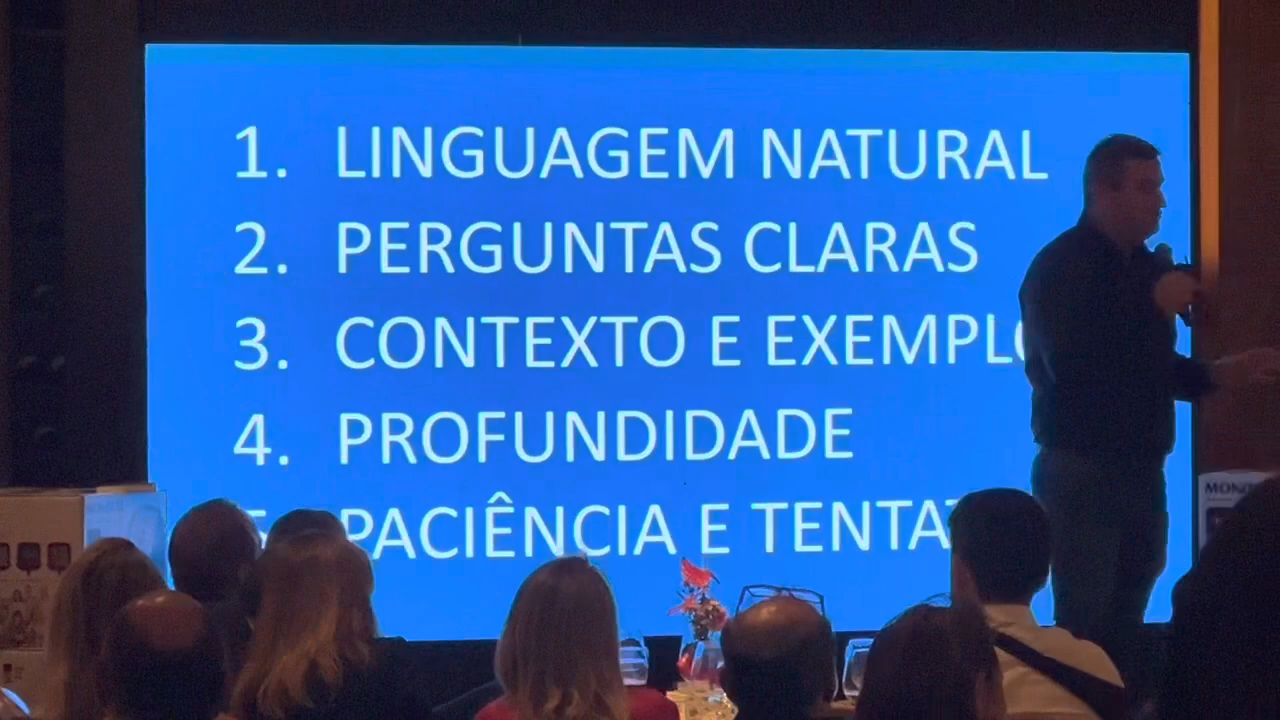 1. LINGUAGEM NATURAL
2. PERGUNTAS CLARAS
3. CONTEXTO E
4. PROFUNDIDADE
PACIÊNCIA E